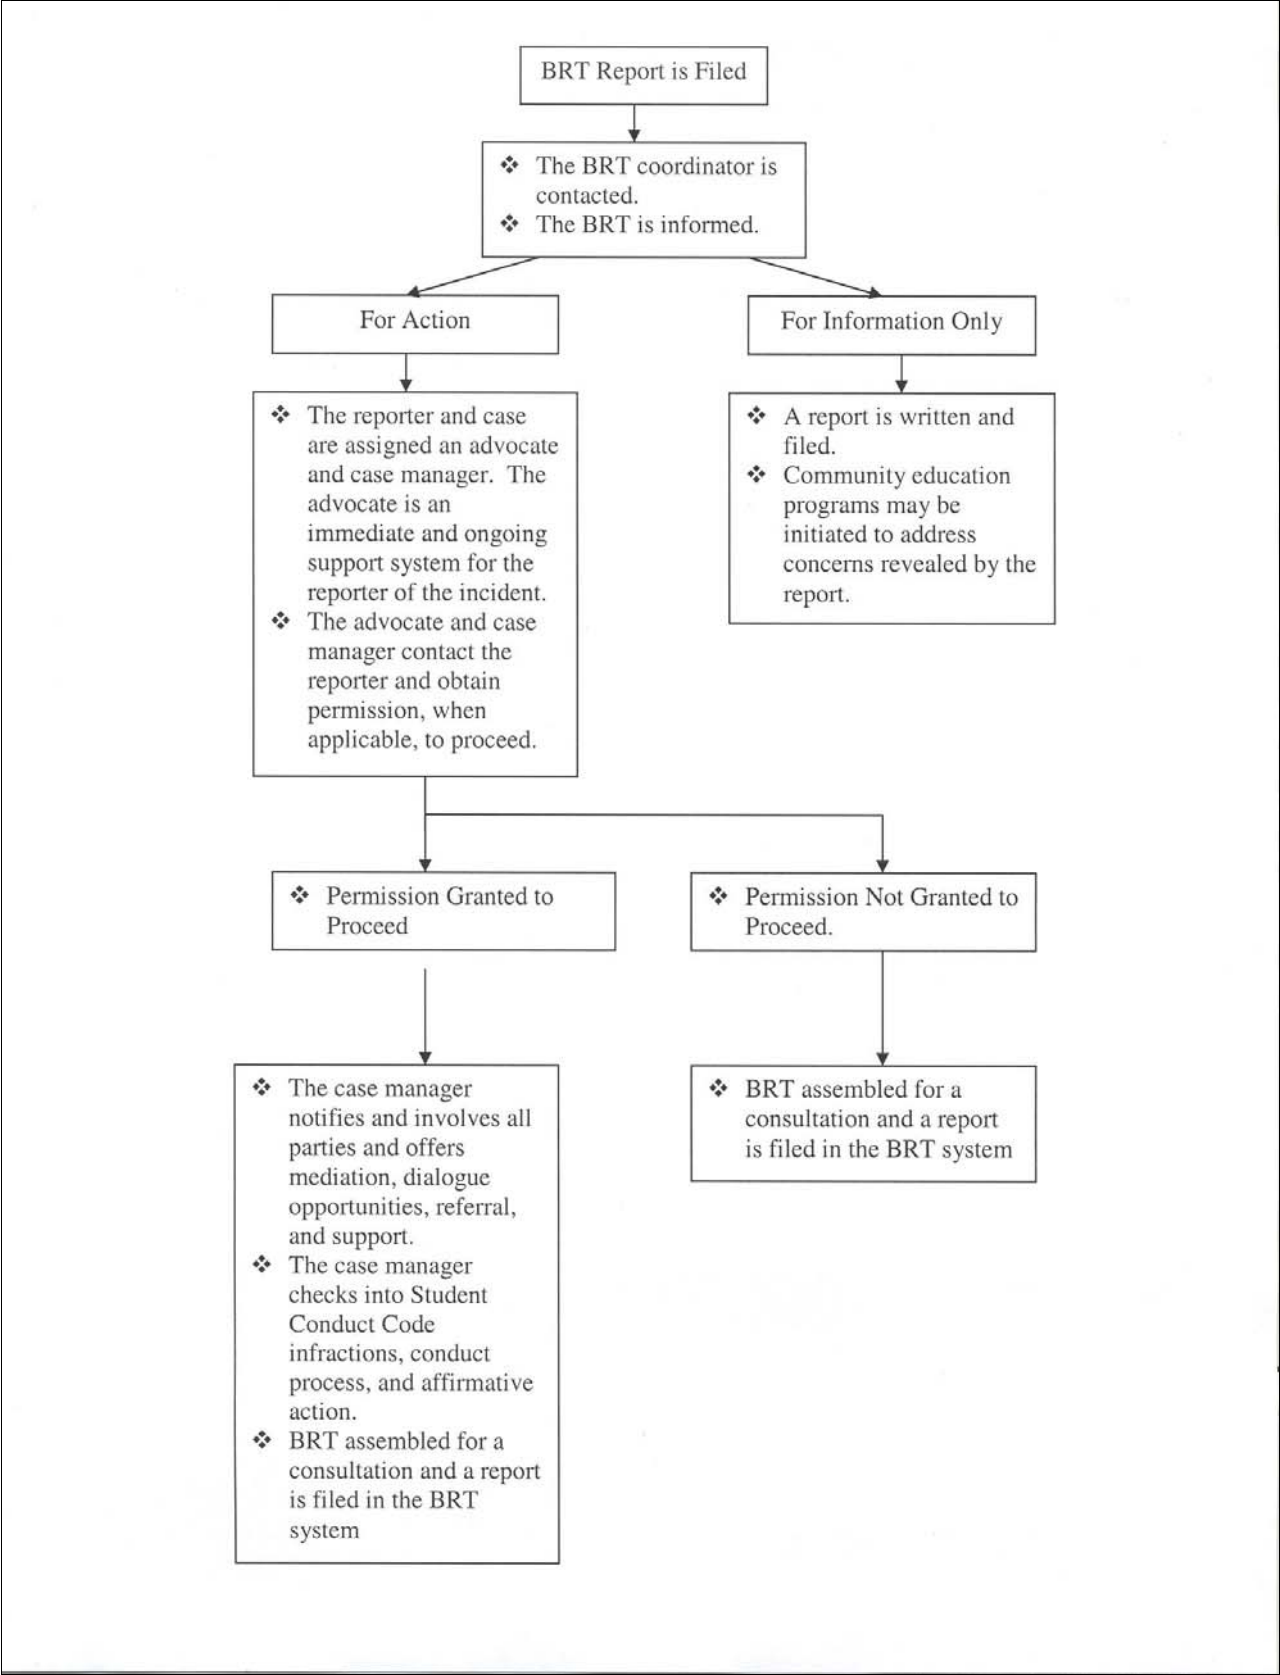 BRT Report is Filed
❖ The BRT coordinator is
contacted.
❖ The BRT is informed.
For Action
For Information Only
❖ The reporter and case
are assigned an advocate
and case manager.  The
advocate is an
immediate and ongoing
support system for the
reporter of the incident.
❖ The advocate and case
manager contact the
reporter and obtain
permission, when
applicable, to proceed.
❖ A report is written and
filed.
❖ Community education
programs may be
initiated to address
concerns revealed by the
report.
❖ Permission Granted to
Proceed
❖ Permission Not Granted to
Proceed.
❖ The case manager
notifies and involves all
parties and offers
mediation, dialogue
opportunities, referral,
and support.
❖ The case manager
checks into Student
Conduct Code
infractions, conduct
process, and affirmative
action.
❖ BRT assembled for a
consultation and a report
is filed in the BRT
system
❖ BRT assembled for a
consultation and a report
is filed in the BRT system